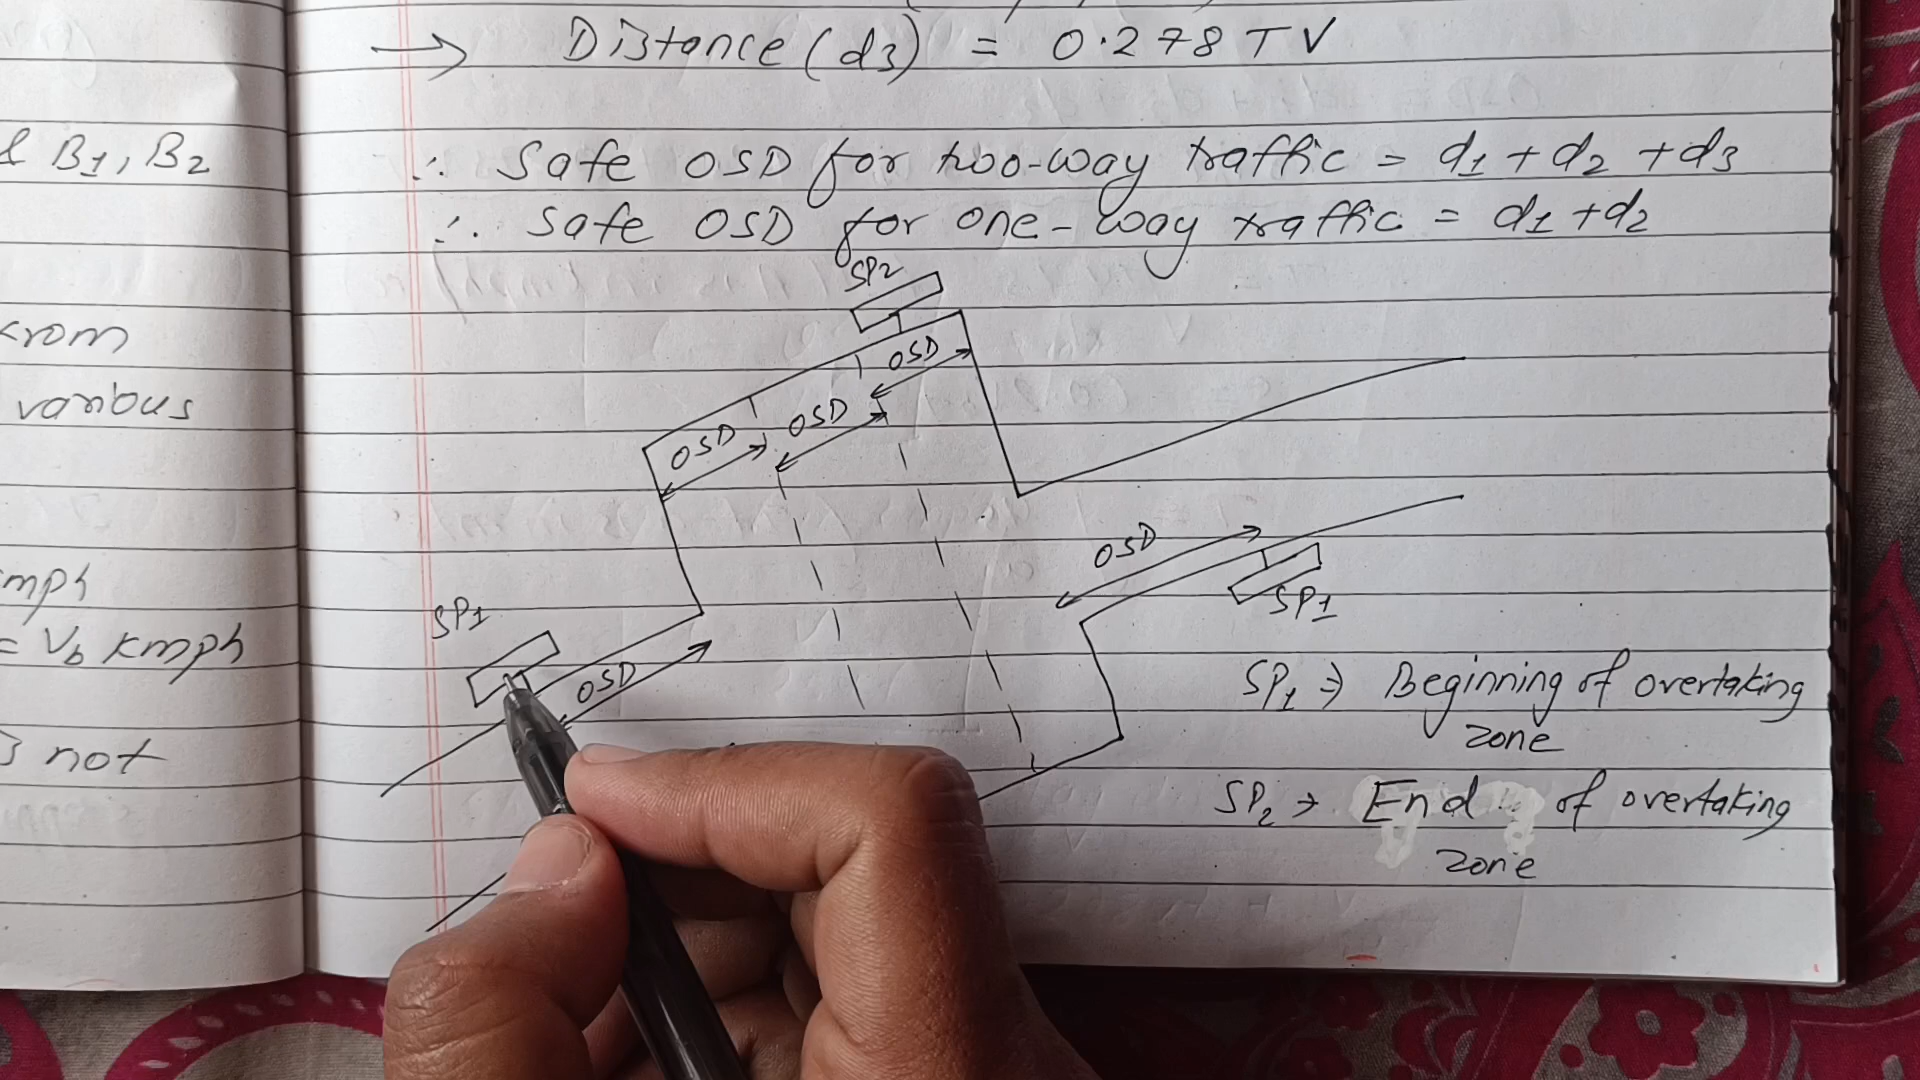 → Distance (d3) = 0.278 TV
& B1, B2
∴ Safe OSD for two-way traffic = d1 + d2 + d3
∴ Safe OSD for one-way traffic = d1 + d2
SP2
OSD
OSD
OSD
various
OSD
mph
SP1
SP1
= Vb kmph
OSD
SP1 ⇒ Beginning of overtaking
zone
is not
SP2 → End of overtaking
zone